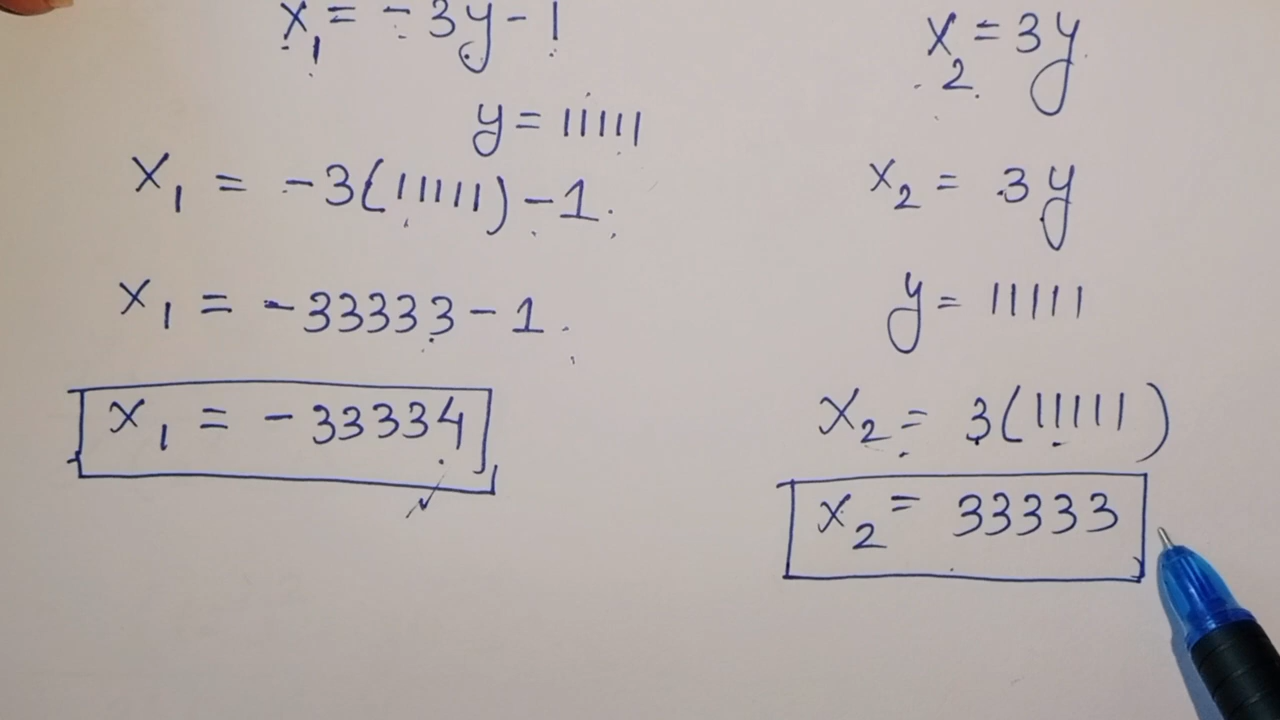 x₁ = -3y-1
y = 11111
x₁ = -3(11111)-1
x₁ = -33333-1
x₁ = -33334
x₂ = 3y
x₂ = 3y
y = 11111
x₂ = 3(11111)
x₂ = 33333